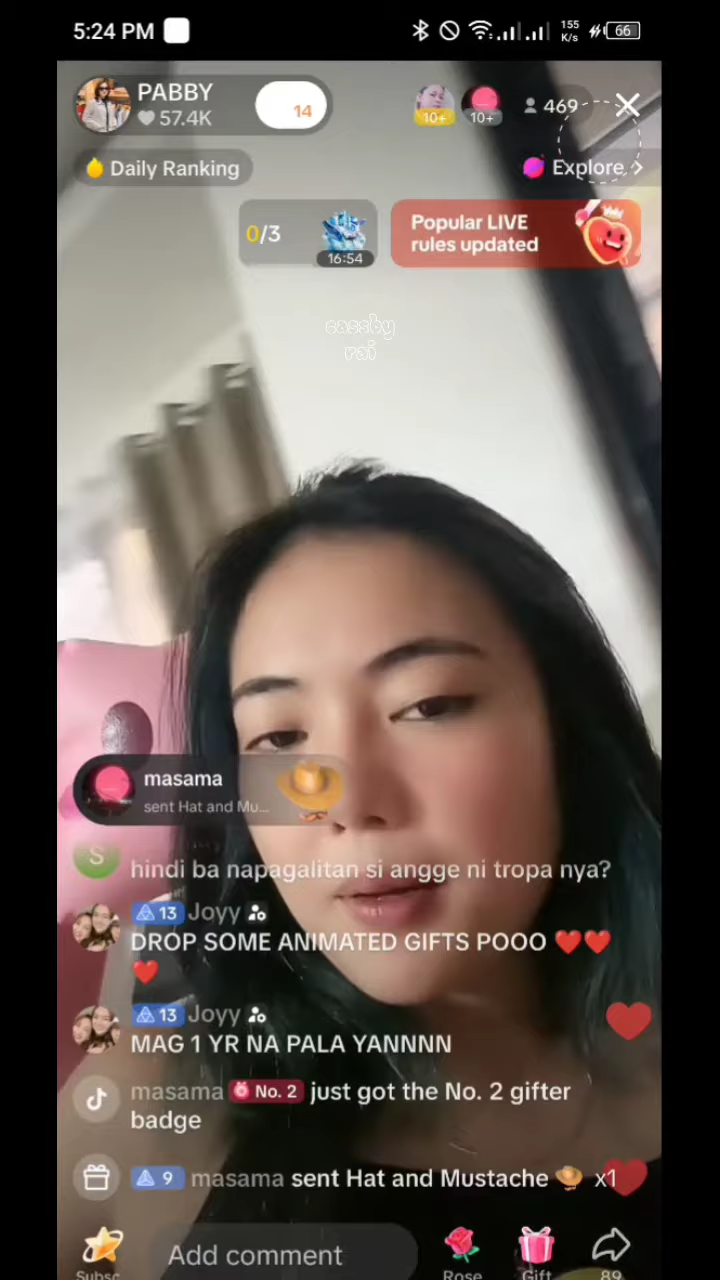 5:24 PM
155
K/s
66
PABBY
57.4K
14
10+
10+
469
Daily Ranking
Explore
0/3
16:54
Popular LIVE
rules updated
cassby
rai
masama
sent Hat and Mu...
S
hindi ba napagalitan si angge ni tropa nya?
13 Joyy
DROP SOME ANIMATED GIFTS POOO ❤️❤️
❤️
13 Joyy
MAG 1 YR NA PALA YANNNN
masama No. 2 just got the No. 2 gifter
badge
9 masama sent Hat and Mustache x1
Add comment
Subsc
Rose
Gift
89